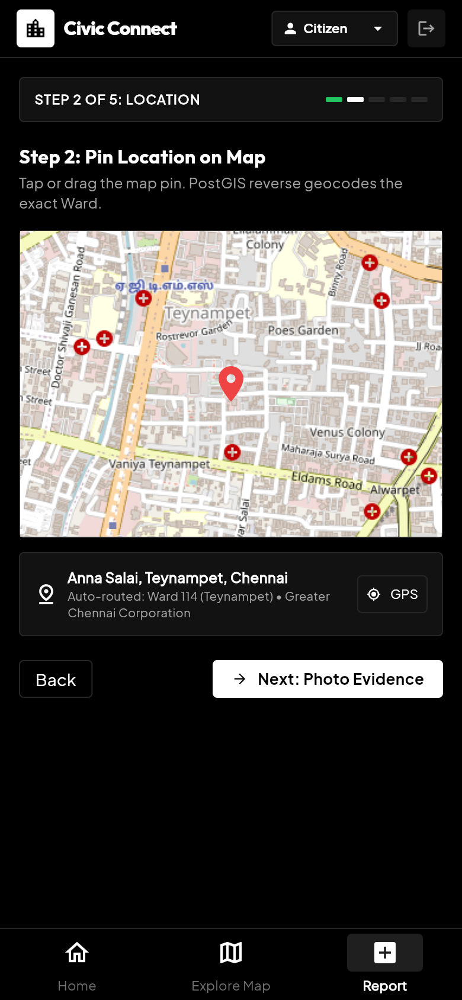 Civic Connect
Citizen
STEP 2 OF 5: LOCATION
Step 2: Pin Location on Map
Tap or drag the map pin. PostGIS reverse geocodes the
exact Ward.
Colony
Binny Road
Doctor Shivaji Ganesan Road
ஏ ஜி டி.எம்.எஸ்
Teynampet
Rostrevor Garden
Poes Garden
JJ Roa
Street
Street
Venus Colony
Maharaja Surya Road
Vaniya Teynampet
Eldams Road
Alwarpet
Salai
Anna Salai, Teynampet, Chennai
Auto-routed: Ward 114 (Teynampet) • Greater
Chennai Corporation
GPS
Back
Next: Photo Evidence
Home
Explore Map
Report